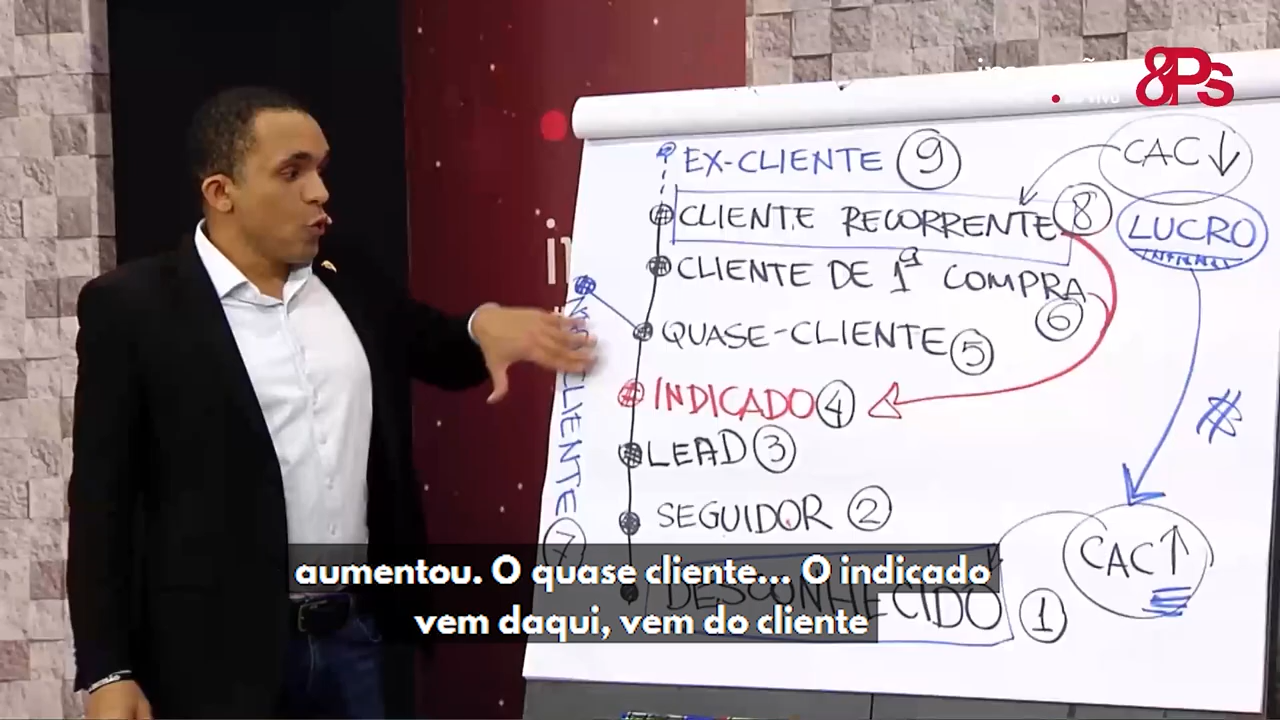 8Ps
EX-CLIENTE 9
CAC↓
CLIENTE RECORRENTE 8
LUCRO
CLIENTE DE 1ª COMPRA
6
QUASE-CLIENTE 5
INDICADO 4
LEAD 3
SEGUIDOR 2
CLIENTE 7
CAC↑
DESCONHECIDO 1
aumentou. O quase cliente... O indicado
vem daqui, vem do cliente